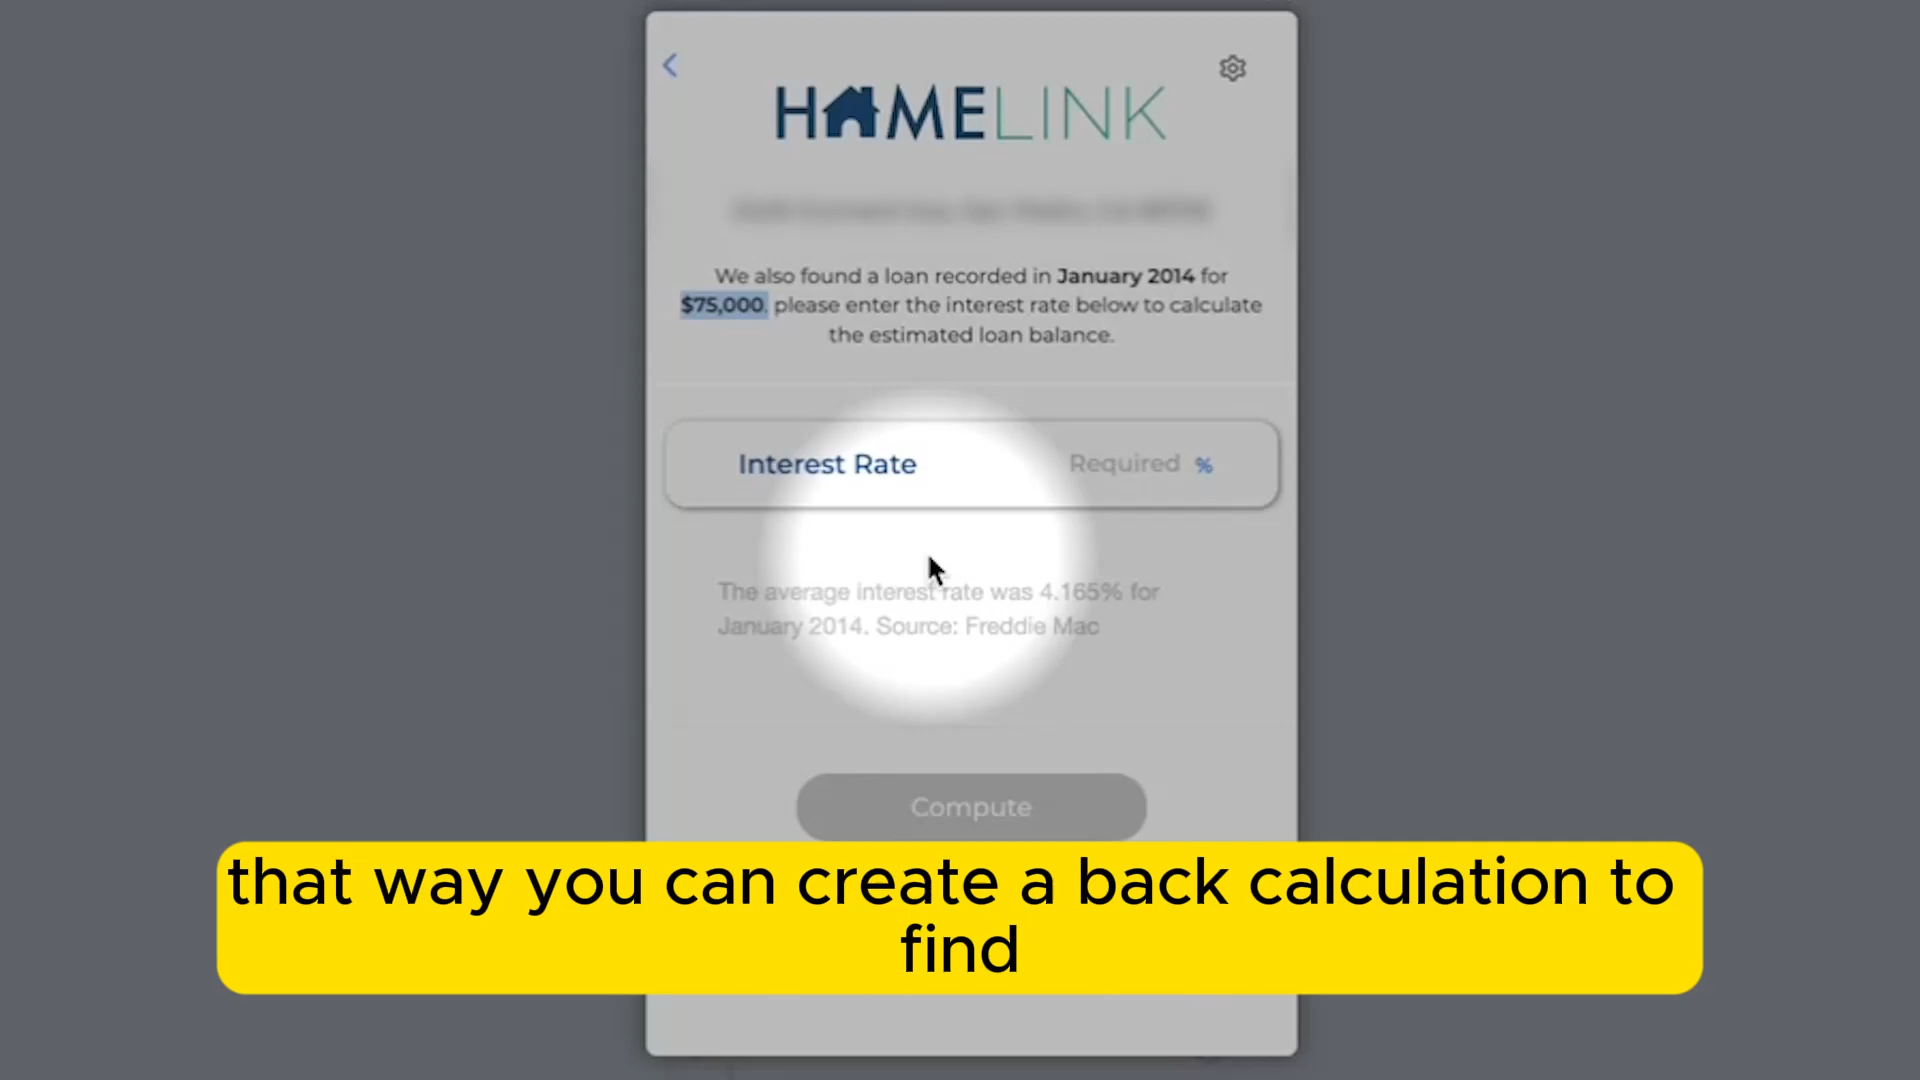 HOMELINK
We also found a loan recorded in January 2014 for
$75,000. please enter the interest rate below to calculate
the estimated loan balance.
Interest Rate Required %
The average interest rate was 4.165% for
January 2014. Source: Freddie Mac
Compute
that way you can create a back calculation to
find